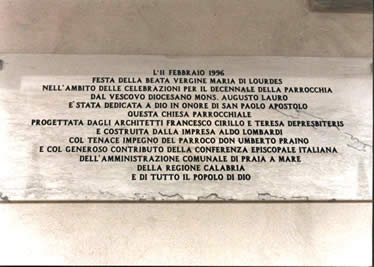 L'11 FEBBRAIO 1996
FESTA DELLA BEATA VERGINE MARIA DI LOURDES
NELL'AMBITO DELLE CELEBRAZIONI PER IL DECENNALE DELLA PARROCCHIA
DAL VESCOVO DIOCESANO MONS. AUGUSTO LAURO
È STATA DEDICATA A DIO IN ONORE DI SAN PAOLO APOSTOLO
QUESTA CHIESA PARROCCHIALE
PROGETTATA DAGLI ARCHITETTI FRANCESCO CIRILLO E TERESA DEPRESBITERIS
E COSTRUITA DALLA IMPRESA ALDO LOMBARDI
COL TENACE IMPEGNO DEL PARROCO DON UMBERTO PRAINO
E COL GENEROSO CONTRIBUTO DELLA CONFERENZA EPISCOPALE ITALIANA
DELL'AMMINISTRAZIONE COMUNALE DI PRAIA A MARE
DELLA REGIONE CALABRIA
E DI TUTTO IL POPOLO DI DIO